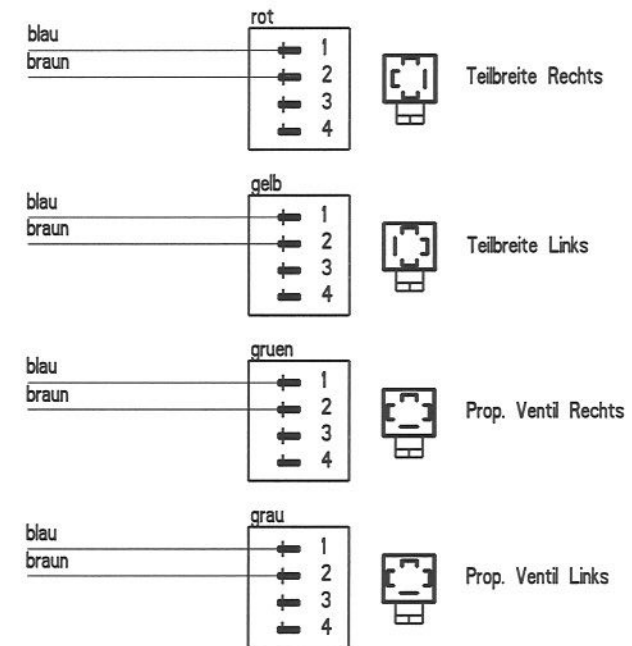 rot
blau 1
braun 2 Teilbreite Rechts
3
4
gelb
blau 1
braun 2 Teilbreite Links
3
4
gruen
blau 1
braun 2 Prop. Ventil Rechts
3
4
grau
blau 1
braun 2 Prop. Ventil Links
3
4